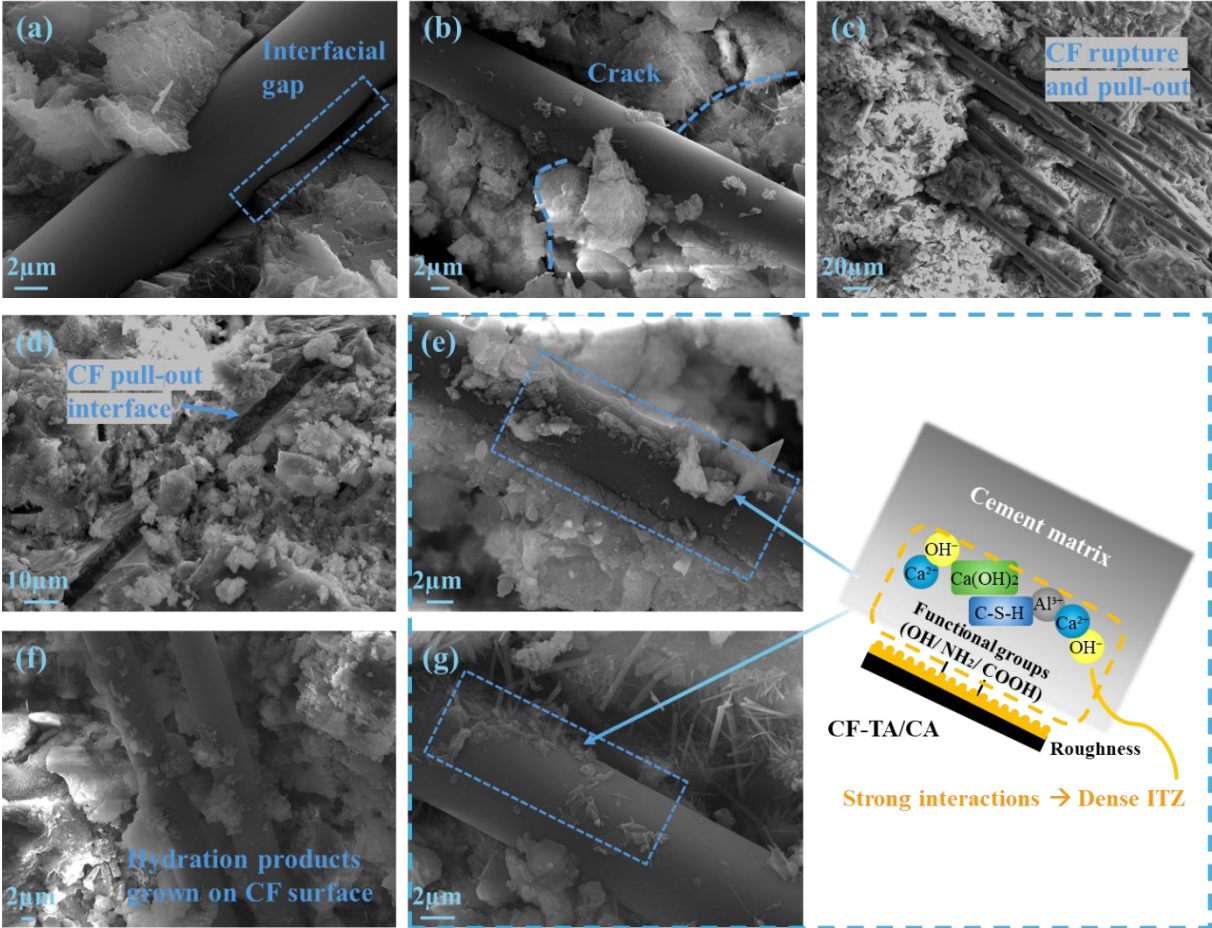 (a)
Interfacial
gap
2μm
(b)
Crack
2μm
(c)
CF rupture
and pull-out
20μm
(d)
CF pull-out
interface
10μm
(e)
2μm
(f)
Hydration products
grown on CF surface
2μm
(g)
2μm
Cement matrix
OH⁻
Ca²⁺
Ca(OH)₂
C-S-H
Al³⁺
Ca²⁺
OH⁻
Functional groups
(OH/ NH₂/ COOH)
CF-TA/CA
Roughness
Strong interactions → Dense ITZ